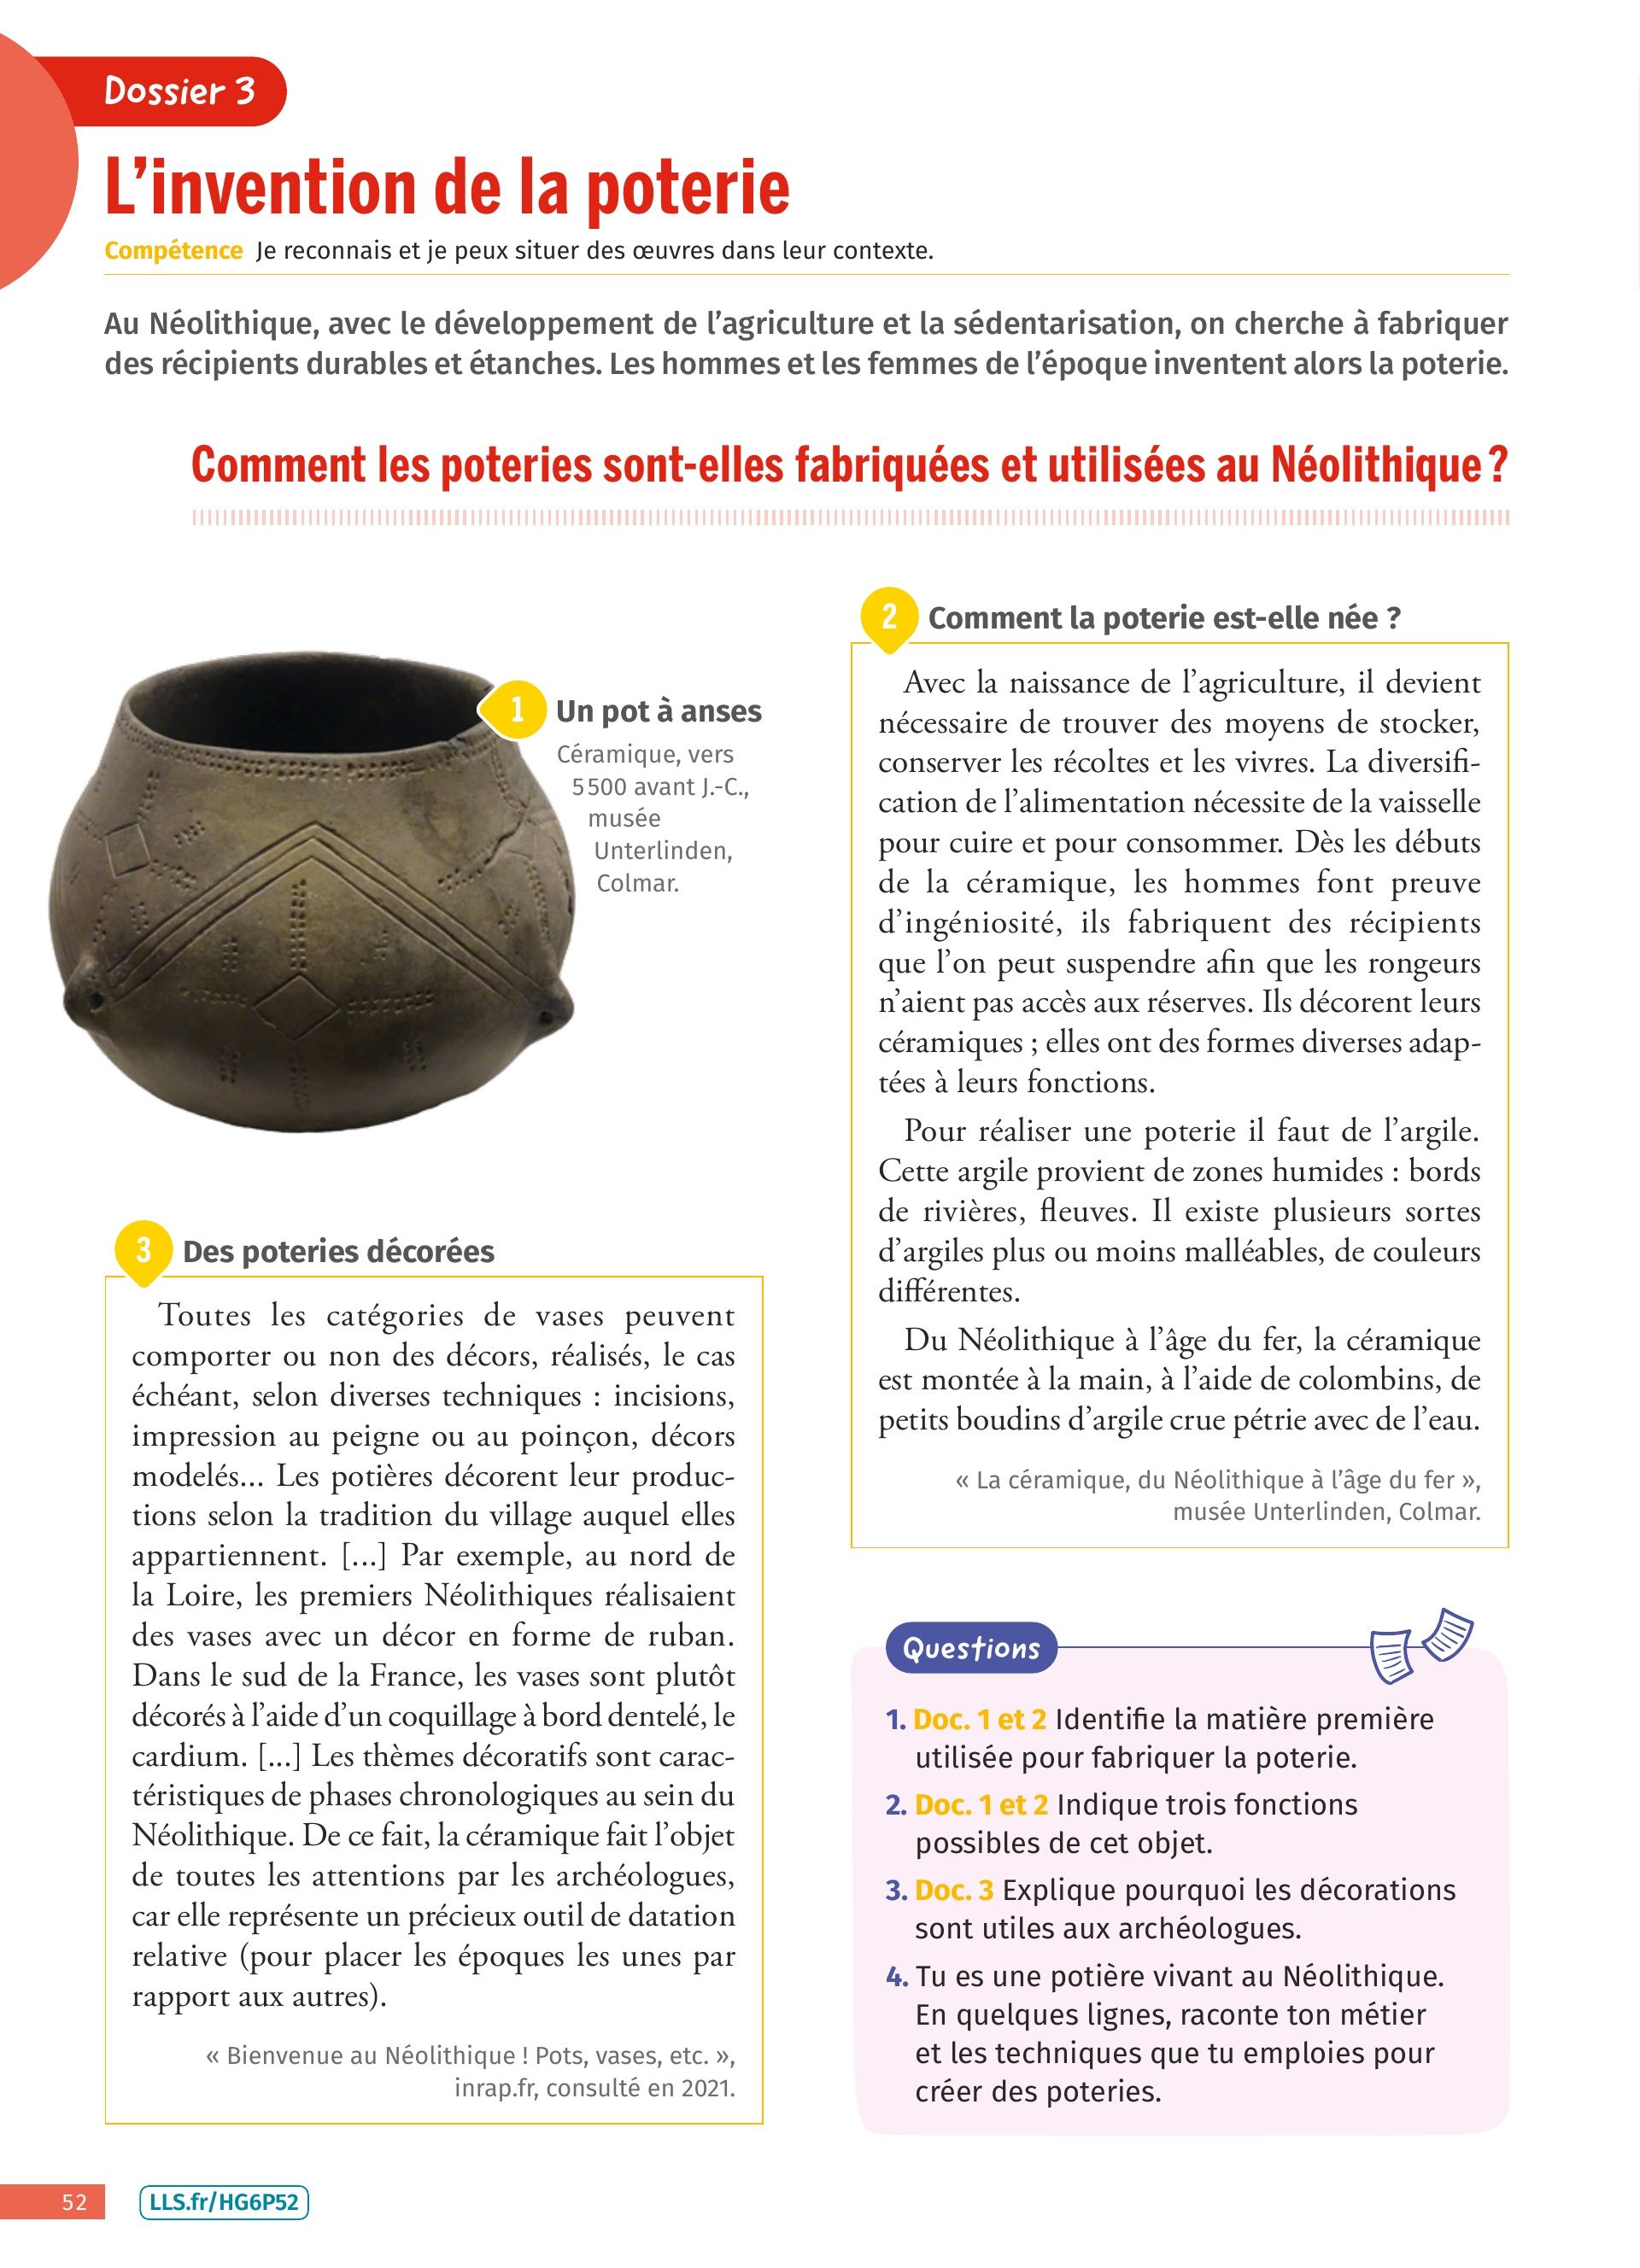 Dossier 3
L'invention de la poterie
Compétence Je reconnais et je peux situer des œuvres dans leur contexte.
Au Néolithique, avec le développement de l'agriculture et la sédentarisation, on cherche à fabriquer
des récipients durables et étanches. Les hommes et les femmes de l'époque inventent alors la poterie.
Comment les poteries sont-elles fabriquées et utilisées au Néolithique ?
1 Un pot à anses
Céramique, vers
5500 avant J.-C.,
musée
Unterlinden,
Colmar.
2 Comment la poterie est-elle née ?
Avec la naissance de l'agriculture, il devient
nécessaire de trouver des moyens de stocker,
conserver les récoltes et les vivres. La diversifi-
cation de l'alimentation nécessite de la vaisselle
pour cuire et pour consommer. Dès les débuts
de la céramique, les hommes font preuve
d'ingéniosité, ils fabriquent des récipients
que l'on peut suspendre afin que les rongeurs
n'aient pas accès aux réserves. Ils décorent leurs
céramiques ; elles ont des formes diverses adap-
tées à leurs fonctions.
Pour réaliser une poterie il faut de l'argile.
Cette argile provient de zones humides : bords
de rivières, fleuves. Il existe plusieurs sortes
d'argiles plus ou moins malléables, de couleurs
différentes.
Du Néolithique à l'âge du fer, la céramique
est montée à la main, à l'aide de colombins, de
petits boudins d'argile crue pétrie avec de l'eau.
« La céramique, du Néolithique à l'âge du fer »,
musée Unterlinden, Colmar.
3 Des poteries décorées
Toutes les catégories de vases peuvent
comporter ou non des décors, réalisés, le cas
échéant, selon diverses techniques : incisions,
impression au peigne ou au poinçon, décors
modelés... Les potières décorent leur produc-
tions selon la tradition du village auquel elles
appartiennent. [...] Par exemple, au nord de
la Loire, les premiers Néolithiques réalisaient
des vases avec un décor en forme de ruban.
Dans le sud de la France, les vases sont plutôt
décorés à l'aide d'un coquillage à bord dentelé, le
cardium. [...] Les thèmes décoratifs sont carac-
téristiques de phases chronologiques au sein du
Néolithique. De ce fait, la céramique fait l'objet
de toutes les attentions par les archéologues,
car elle représente un précieux outil de datation
relative (pour placer les époques les unes par
rapport aux autres).
« Bienvenue au Néolithique ! Pots, vases, etc. »,
inrap.fr, consulté en 2021.
Questions
1. Doc. 1 et 2 Identifie la matière première
utilisée pour fabriquer la poterie.
2. Doc. 1 et 2 Indique trois fonctions
possibles de cet objet.
3. Doc. 3 Explique pourquoi les décorations
sont utiles aux archéologues.
4. Tu es une potière vivant au Néolithique.
En quelques lignes, raconte ton métier
et les techniques que tu emploies pour
créer des poteries.
52
LLS.fr/HG6P52